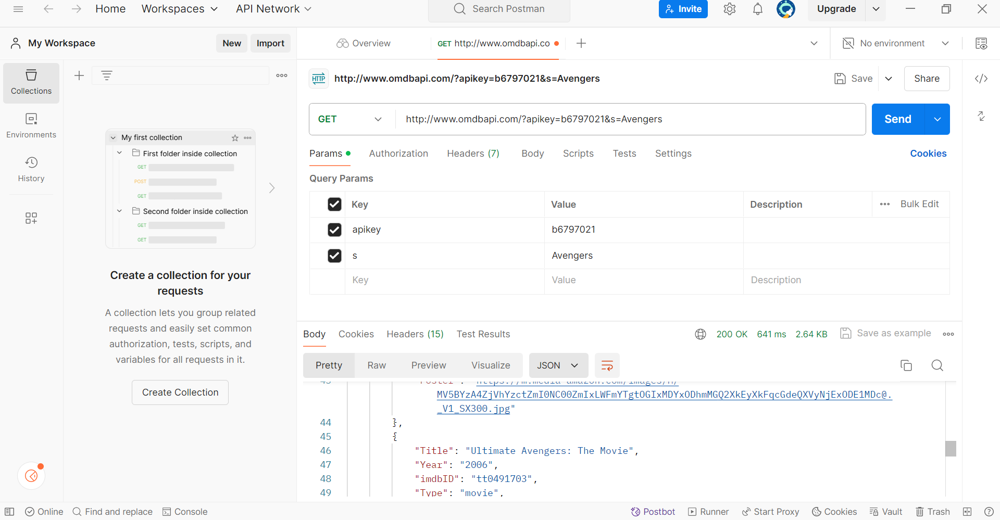 Home Workspaces API Network Search Postman Invite Upgrade
My Workspace New Import Overview GET http://www.omdbapi.co No environment
Collections
Environments
History
My first collection
First folder inside collection
GET
POST
GET
Second folder inside collection
GET
GET
Create a collection for your
requests
A collection lets you group related
requests and easily set common
authorization, tests, scripts, and
variables for all requests in it.
Create Collection
HTTP http://www.omdbapi.com/?apikey=b6797021&s=Avengers Save Share
GET http://www.omdbapi.com/?apikey=b6797021&s=Avengers Send
Params Authorization Headers (7) Body Scripts Tests Settings Cookies
Query Params
Key Value Description Bulk Edit
apikey b6797021
s Avengers
Key Value Description
Body Cookies Headers (15) Test Results 200 OK 641 ms 2.64 KB Save as example
Pretty Raw Preview Visualize JSON
MV5BYzA4ZjVhYzctZmI0NC00ZmIxLWFmYTgtOGIxMDYxODhmMGQ2XkEyXkFqcGdeQXVyNjExODE1MDc@.
_V1_SX300.jpg"
44 },
45 {
46 "Title": "Ultimate Avengers: The Movie",
47 "Year": "2006",
48 "imdbID": "tt0491703",
49 "Type": "movie",
Online Find and replace Console Postbot Runner Start Proxy Cookies Vault Trash